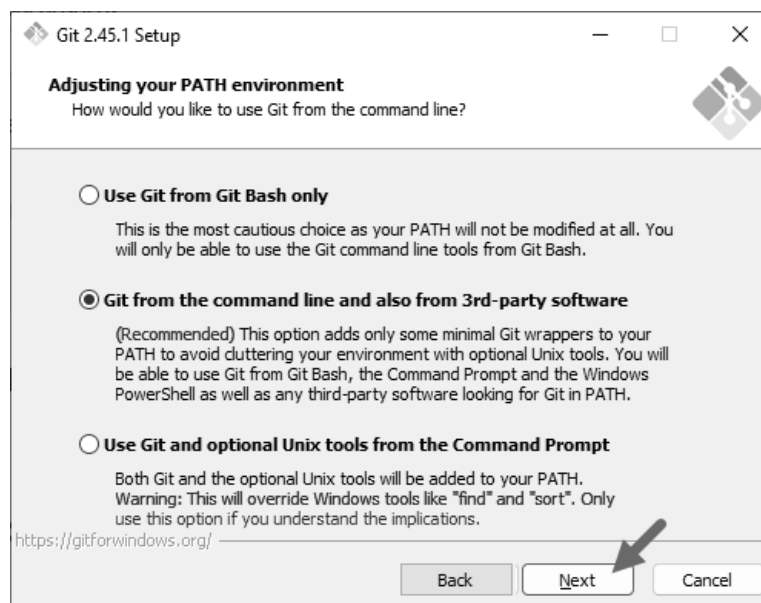 Git 2.45.1 Setup
Adjusting your PATH environment
How would you like to use Git from the command line?
Use Git from Git Bash only
This is the most cautious choice as your PATH will not be modified at all. You
will only be able to use the Git command line tools from Git Bash.
Git from the command line and also from 3rd-party software
(Recommended) This option adds only some minimal Git wrappers to your
PATH to avoid cluttering your environment with optional Unix tools. You will
be able to use Git from Git Bash, the Command Prompt and the Windows
PowerShell as well as any third-party software looking for Git in PATH.
Use Git and optional Unix tools from the Command Prompt
Both Git and the optional Unix tools will be added to your PATH.
Warning: This will override Windows tools like "find" and "sort". Only
use this option if you understand the implications.
https://gitforwindows.org/
Back Next Cancel